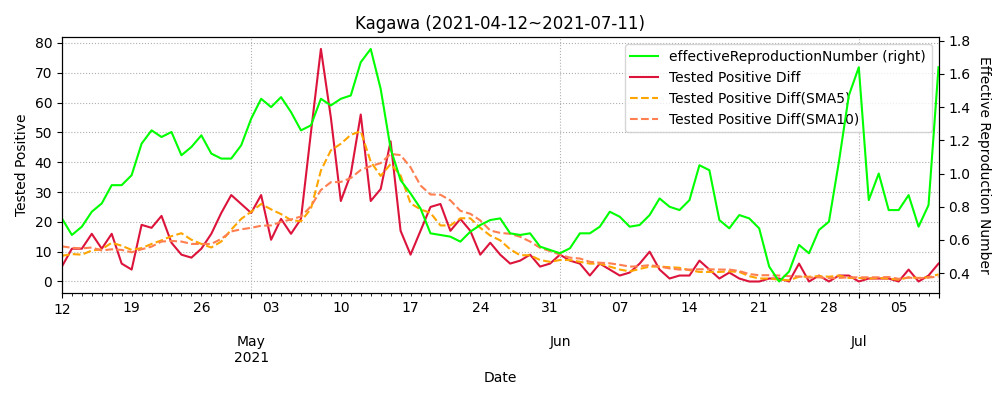 Kagawa (2021-04-12~2021-07-11)
effectiveReproductionNumber (right)
Tested Positive Diff
Tested Positive Diff(SMA5)
Tested Positive Diff(SMA10)
Tested Positive
80
70
60
50
40
30
20
10
0
Effective Reproduction Number
1.8
1.6
1.4
1.2
1.0
0.8
0.6
0.4
12 19 26 03 10 17 24 31 07 14 21 28 05
May Jun Jul
2021
Date